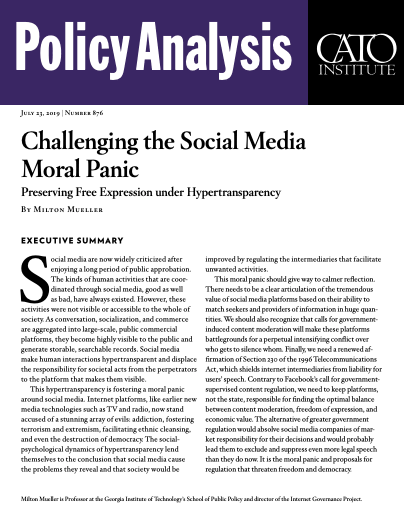 Policy Analysis
CATO
INSTITUTE
July 23, 2019 | Number 876
Challenging the Social Media
Moral Panic
Preserving Free Expression under Hypertransparency
By Milton Mueller
EXECUTIVE SUMMARY
Social media are now widely criticized after
enjoying a long period of public approbation.
The kinds of human activities that are coor-
dinated through social media, good as well
as bad, have always existed. However, these
activities were not visible or accessible to the whole of
society. As conversation, socialization, and commerce
are aggregated into large-scale, public commercial
platforms, they become highly visible to the public and
generate storable, searchable records. Social media
make human interactions hypertransparent and displace
the responsibility for societal acts from the perpetrators
to the platform that makes them visible.
This hypertransparency is fostering a moral panic
around social media. Internet platforms, like earlier new
media technologies such as TV and radio, now stand
accused of a stunning array of evils: addiction, fostering
terrorism and extremism, facilitating ethnic cleansing,
and even the destruction of democracy. The social-
psychological dynamics of hypertransparency lend
themselves to the conclusion that social media cause
the problems they reveal and that society would be
improved by regulating the intermediaries that facilitate
unwanted activities.
This moral panic should give way to calmer reflection.
There needs to be a clear articulation of the tremendous
value of social media platforms based on their ability to
match seekers and providers of information in huge quan-
tities. We should also recognize that calls for government-
induced content moderation will make these platforms
battlegrounds for a perpetual intensifying conflict over
who gets to silence whom. Finally, we need a renewed af-
firmation of Section 230 of the 1996 Telecommunications
Act, which shields internet intermediaries from liability for
users' speech. Contrary to Facebook's call for government-
supervised content regulation, we need to keep platforms,
not the state, responsible for finding the optimal balance
between content moderation, freedom of expression, and
economic value. The alternative of greater government
regulation would absolve social media companies of mar-
ket responsibility for their decisions and would probably
lead them to exclude and suppress even more legal speech
than they do now. It is the moral panic and proposals for
regulation that threaten freedom and democracy.
Milton Mueller is Professor at the Georgia Institute of Technology's School of Public Policy and director of the Internet Governance Project.